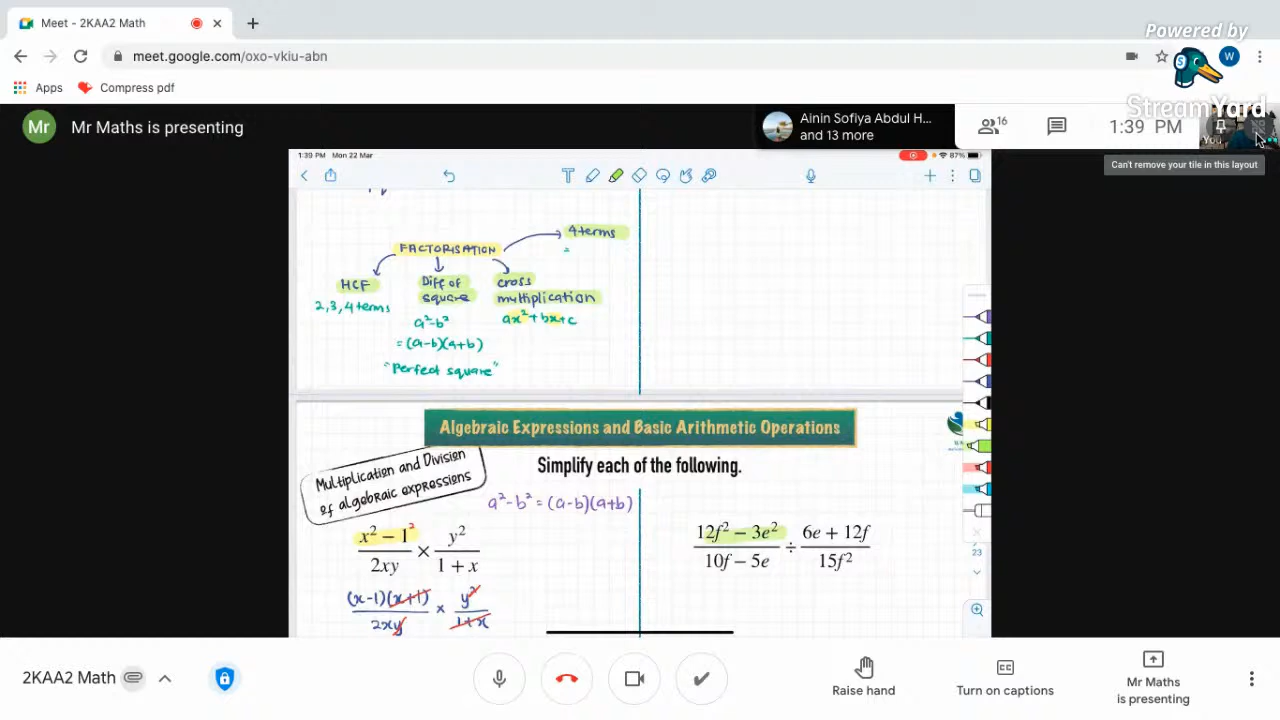 Meet - 2KAA2 Math
meet.google.com/oxo-vkiu-abn
Apps
Compress pdf
W
Powered by
StreamYard
Mr
Mr Maths is presenting
Ainin Sofiya Abdul H...
and 13 more
16
1:39 PM
You
Can't remove your tile in this layout
1:39 PM Mon 22 Mar
87%
4 terms
=
FACTORISATION
HCF
Diff of
square
cross
multiplication
2,3,4 terms
a²-b²
ax²+bx+c
=(a-b)(a+b)
"Perfect square"
Algebraic Expressions and Basic Arithmetic Operations
Multiplication and Division
of algebraic expressions
Simplify each of the following.
a²-b² = (a-b)(a+b)
x² − 1² y²
×
2xy 1 + x
(x-1)(x+1) y²
×
2xy 1+x
12f² − 3e² 6e + 12f
÷
10f − 5e 15f²
23
2KAA2 Math
Raise hand
Turn on captions
Mr Maths
is presenting